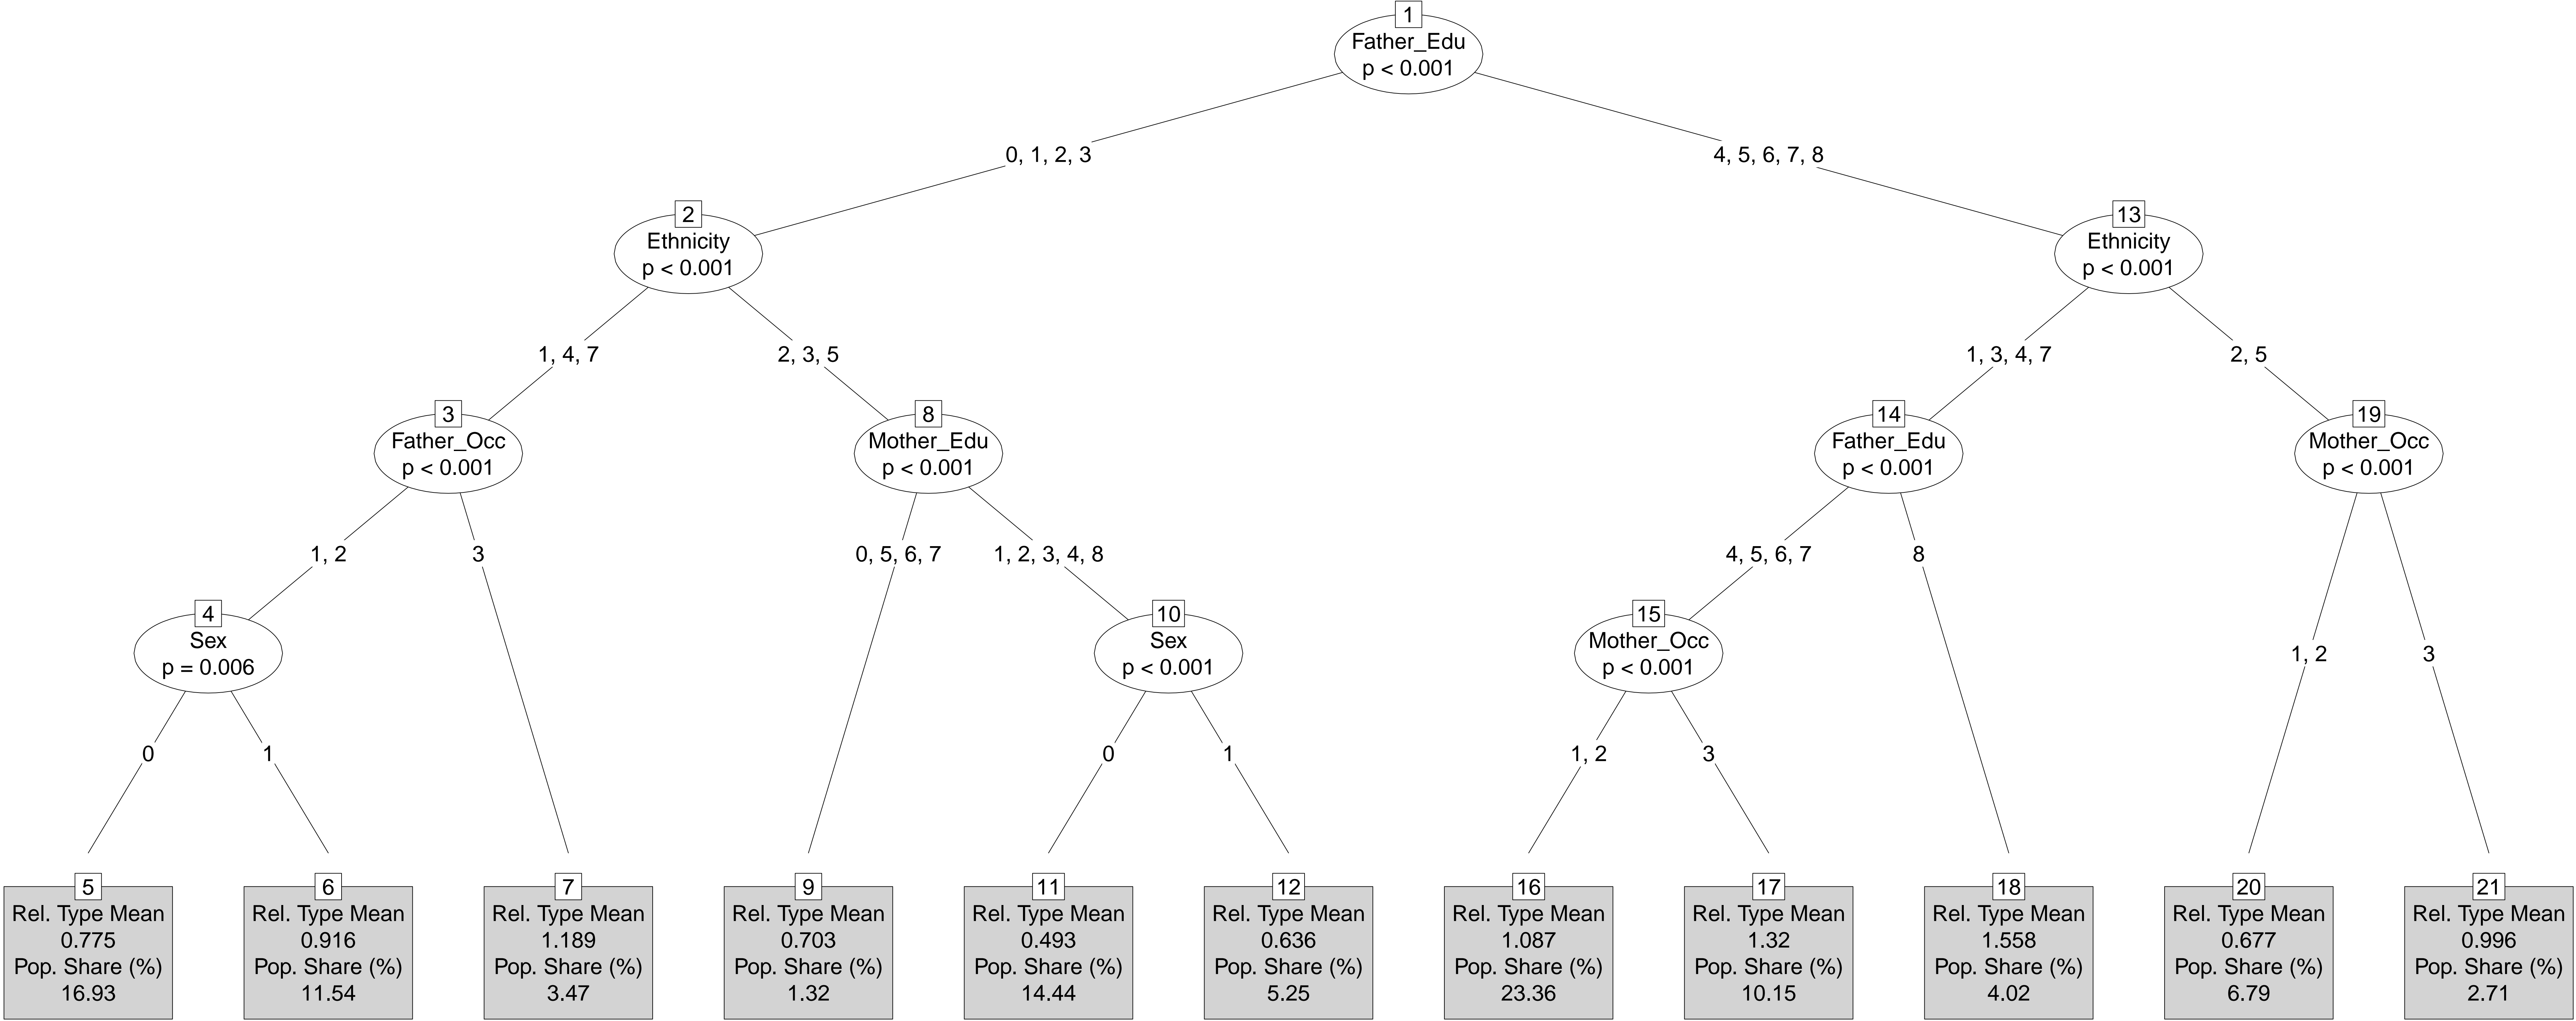 1
Father_Edu
p < 0.001
0, 1, 2, 3
4, 5, 6, 7, 8
2
Ethnicity
p < 0.001
13
Ethnicity
p < 0.001
1, 4, 7
2, 3, 5
1, 3, 4, 7
2, 5
3
Father_Occ
p < 0.001
8
Mother_Edu
p < 0.001
14
Father_Edu
p < 0.001
19
Mother_Occ
p < 0.001
1, 2
3
0, 5, 6, 7
1, 2, 3, 4, 8
4, 5, 6, 7
8
4
Sex
p = 0.006
10
Sex
p < 0.001
15
Mother_Occ
p < 0.001
1, 2
3
0
1
0
1
1, 2
3
5
Rel. Type Mean
0.775
Pop. Share (%)
16.93
6
Rel. Type Mean
0.916
Pop. Share (%)
11.54
7
Rel. Type Mean
1.189
Pop. Share (%)
3.47
9
Rel. Type Mean
0.703
Pop. Share (%)
1.32
11
Rel. Type Mean
0.493
Pop. Share (%)
14.44
12
Rel. Type Mean
0.636
Pop. Share (%)
5.25
16
Rel. Type Mean
1.087
Pop. Share (%)
23.36
17
Rel. Type Mean
1.32
Pop. Share (%)
10.15
18
Rel. Type Mean
1.558
Pop. Share (%)
4.02
20
Rel. Type Mean
0.677
Pop. Share (%)
6.79
21
Rel. Type Mean
0.996
Pop. Share (%)
2.71